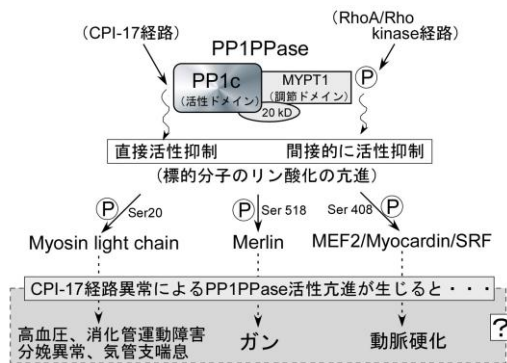 (CPI-17経路)
(RhoA/Rho
kinase経路)
PP1PPase
PP1c
(活性ドメイン)
MYPT1
(調節ドメイン)
P
20 kD
直接活性抑制 間接的に活性抑制
(標的分子のリン酸化の亢進)
P Ser20
P Ser 518
Ser 408 P
Myosin light chain
Merlin
MEF2/Myocardin/SRF
CPI-17経路異常によるPP1PPase活性亢進が生じると・・・
高血圧、消化管運動障害
分娩異常、気管支喘息
ガン
動脈硬化
?